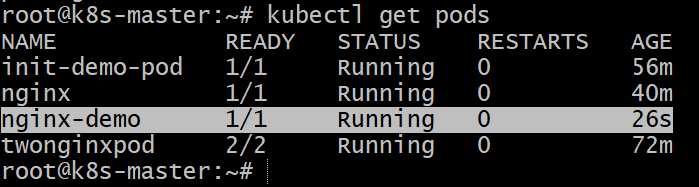 root@k8s-master:~# kubectl get pods
NAME READY STATUS RESTARTS AGE
init-demo-pod 1/1 Running 0 56m
nginx 1/1 Running 0 40m
nginx-demo 1/1 Running 0 26s
twonginxpod 2/2 Running 0 72m
root@k8s-master:~#